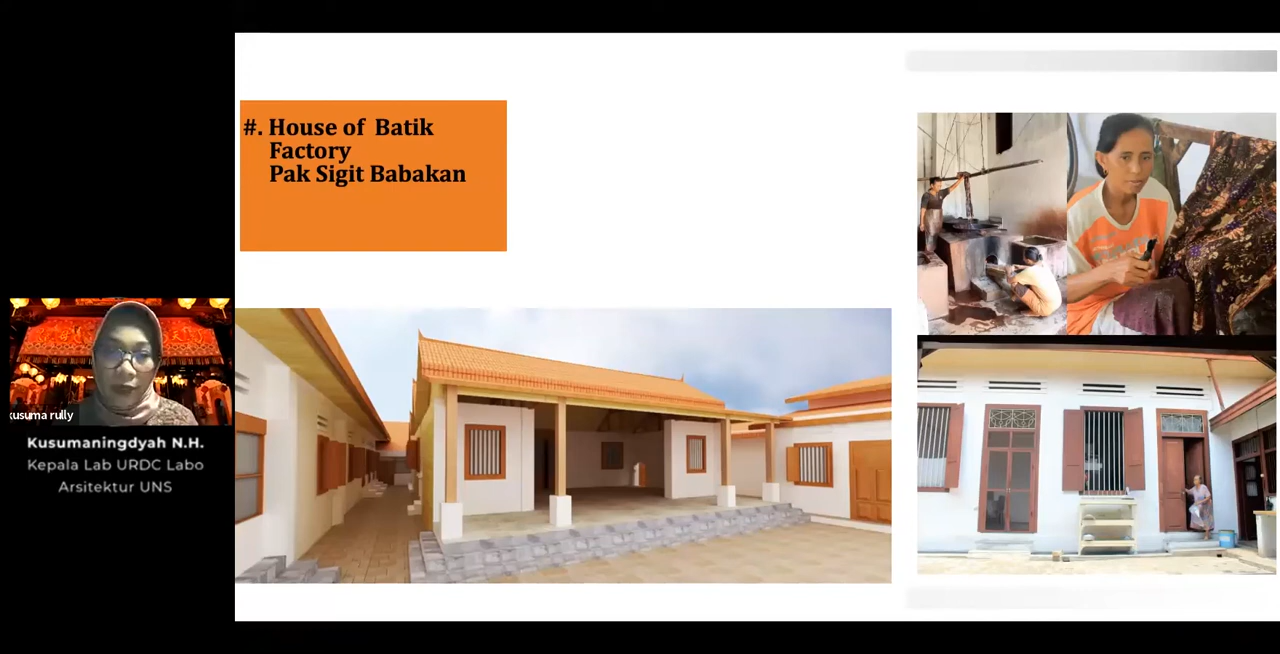 #. House of Batik
Factory
Pak Sigit Babakan
kusuma rully
Kusumaningdyah N.H.
Kepala Lab URDC Labo
Arsitektur UNS